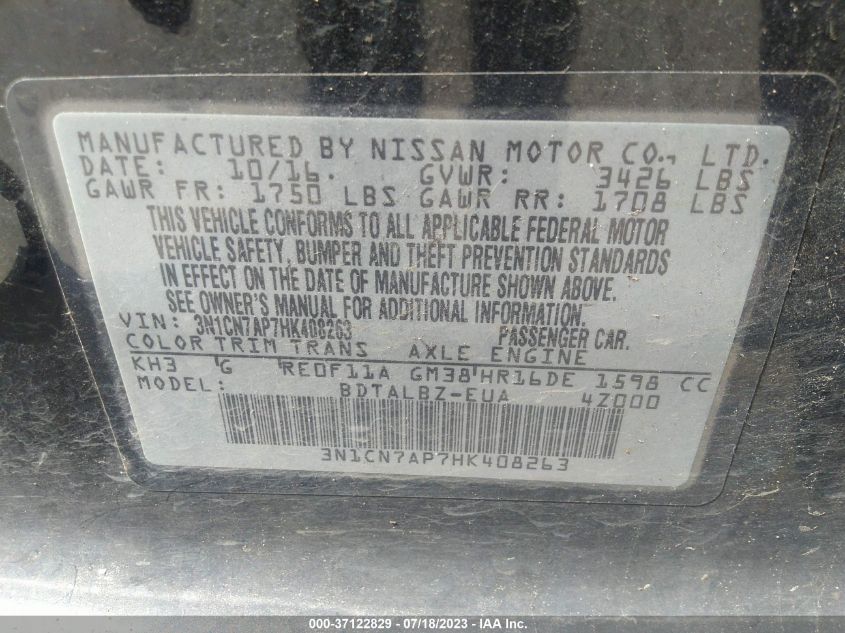 MANUFACTURED BY NISSAN MOTOR CO., LTD.
DATE: 10/16. GVWR: 3426 LBS
GAWR FR: 1750 LBS GAWR RR: 1708 LBS
THIS VEHICLE CONFORMS TO ALL APPLICABLE FEDERAL MOTOR
VEHICLE SAFETY, BUMPER AND THEFT PREVENTION STANDARDS
IN EFFECT ON THE DATE OF MANUFACTURE SHOWN ABOVE.
SEE OWNER'S MANUAL FOR ADDITIONAL INFORMATION.
VIN: 3N1CN7AP7HK408263 PASSENGER CAR.
COLOR TRIM TRANS AXLE ENGINE
KH3 G RE0F11A GM38 HR16DE 1598 CC
MODEL: BDTALBZ-EUA 4Z000
3N1CN7AP7HK408263
000-37122829 - 07/18/2023 - IAA Inc.